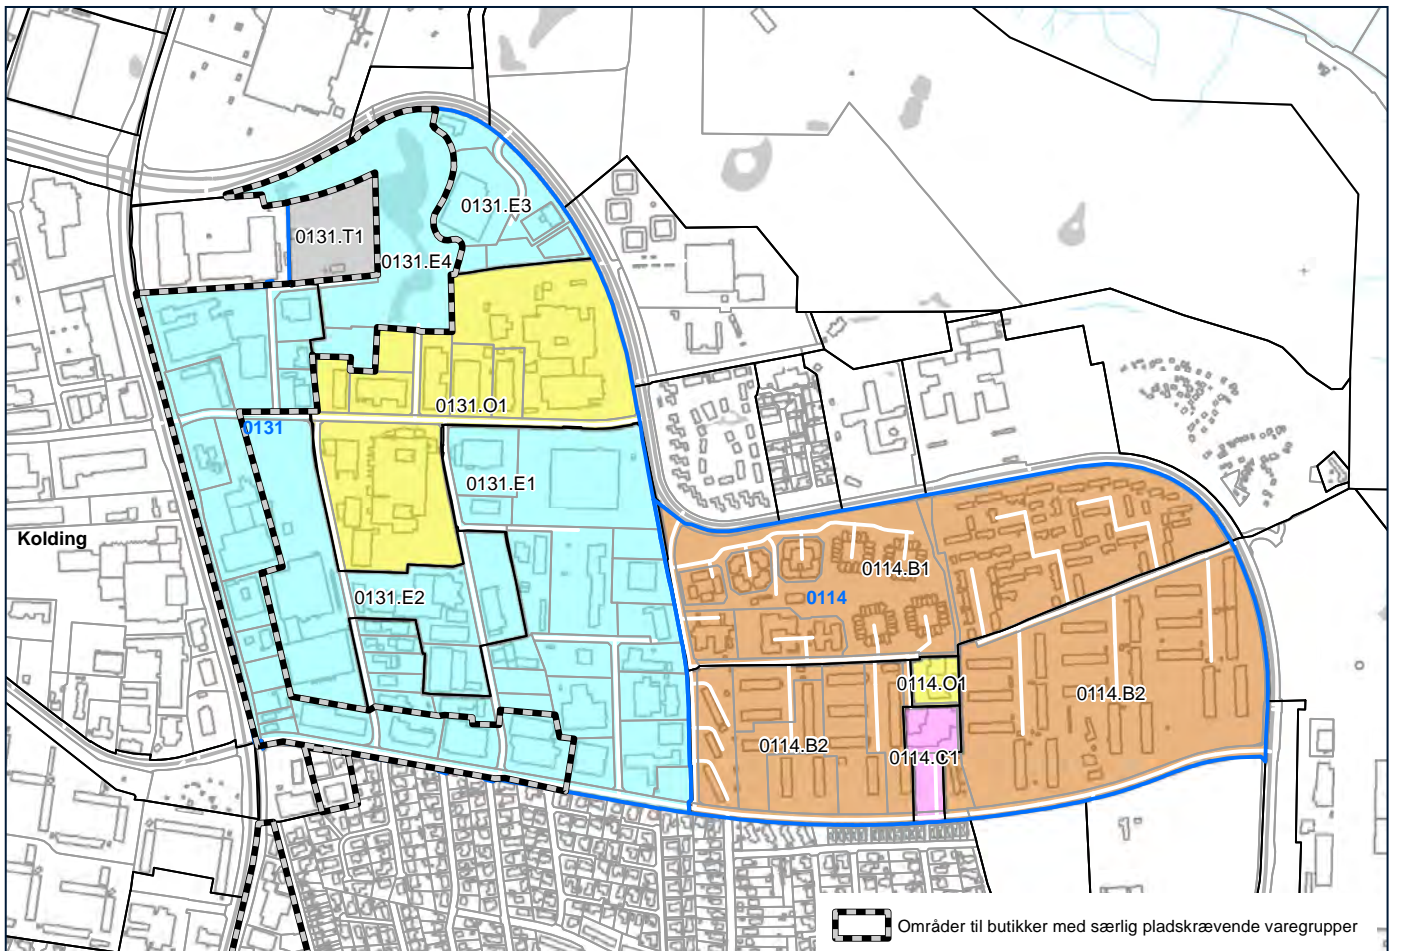 0131.E3
0131.T1
0131.E4
0131.O1
0131
0131.E1
Kolding
0114.B1
0131.E2
0114
0114.O1
0114.B2
0114.B2
0114.C1
Områder til butikker med særlig pladskrævende varegrupper